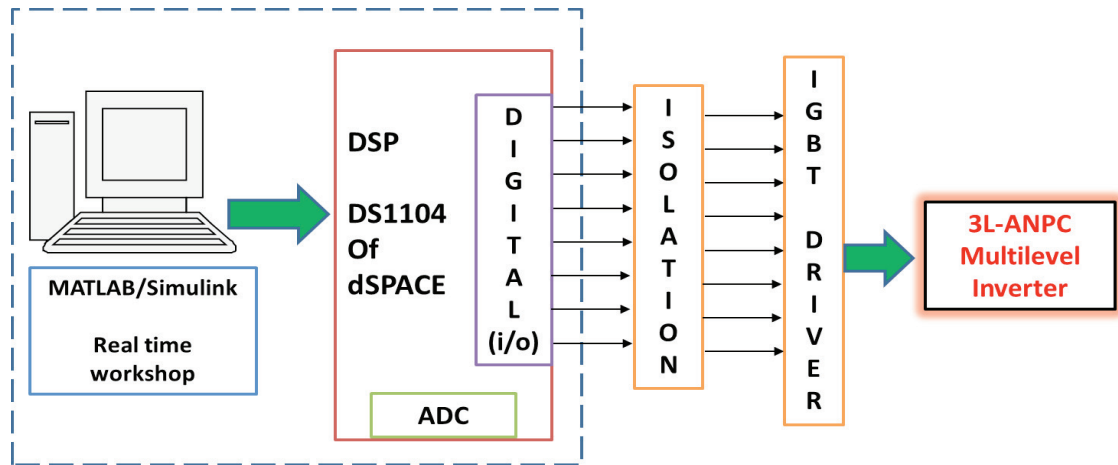 MATLAB/Simulink
Real time
workshop
DSP
DS1104
Of
dSPACE
ADC
D
I
G
I
T
A
L
(i/o)
I
S
O
L
A
T
I
O
N
I
G
B
T
D
R
I
V
E
R
3L-ANPC
Multilevel
Inverter